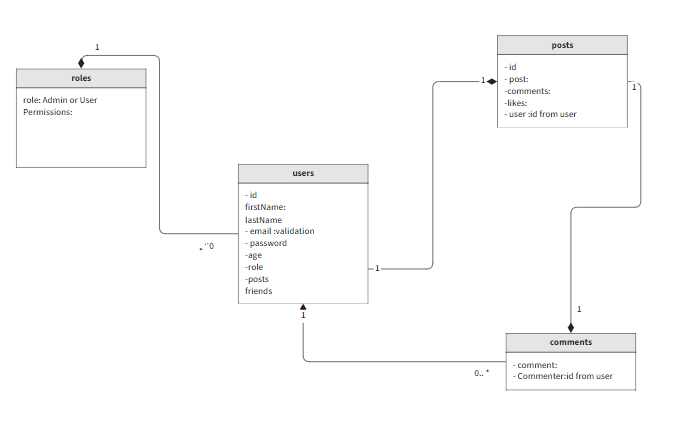 1
roles
role: Admin or User
Permissions:
posts
- id
- post:
-comments:
-likes:
- user :id from user
1
1
users
- id
firstName:
lastName
- email :validation
- password
-age
-role
-posts
friends
1
1
1
comments
- comment:
- Commenter:id from user
0.. *